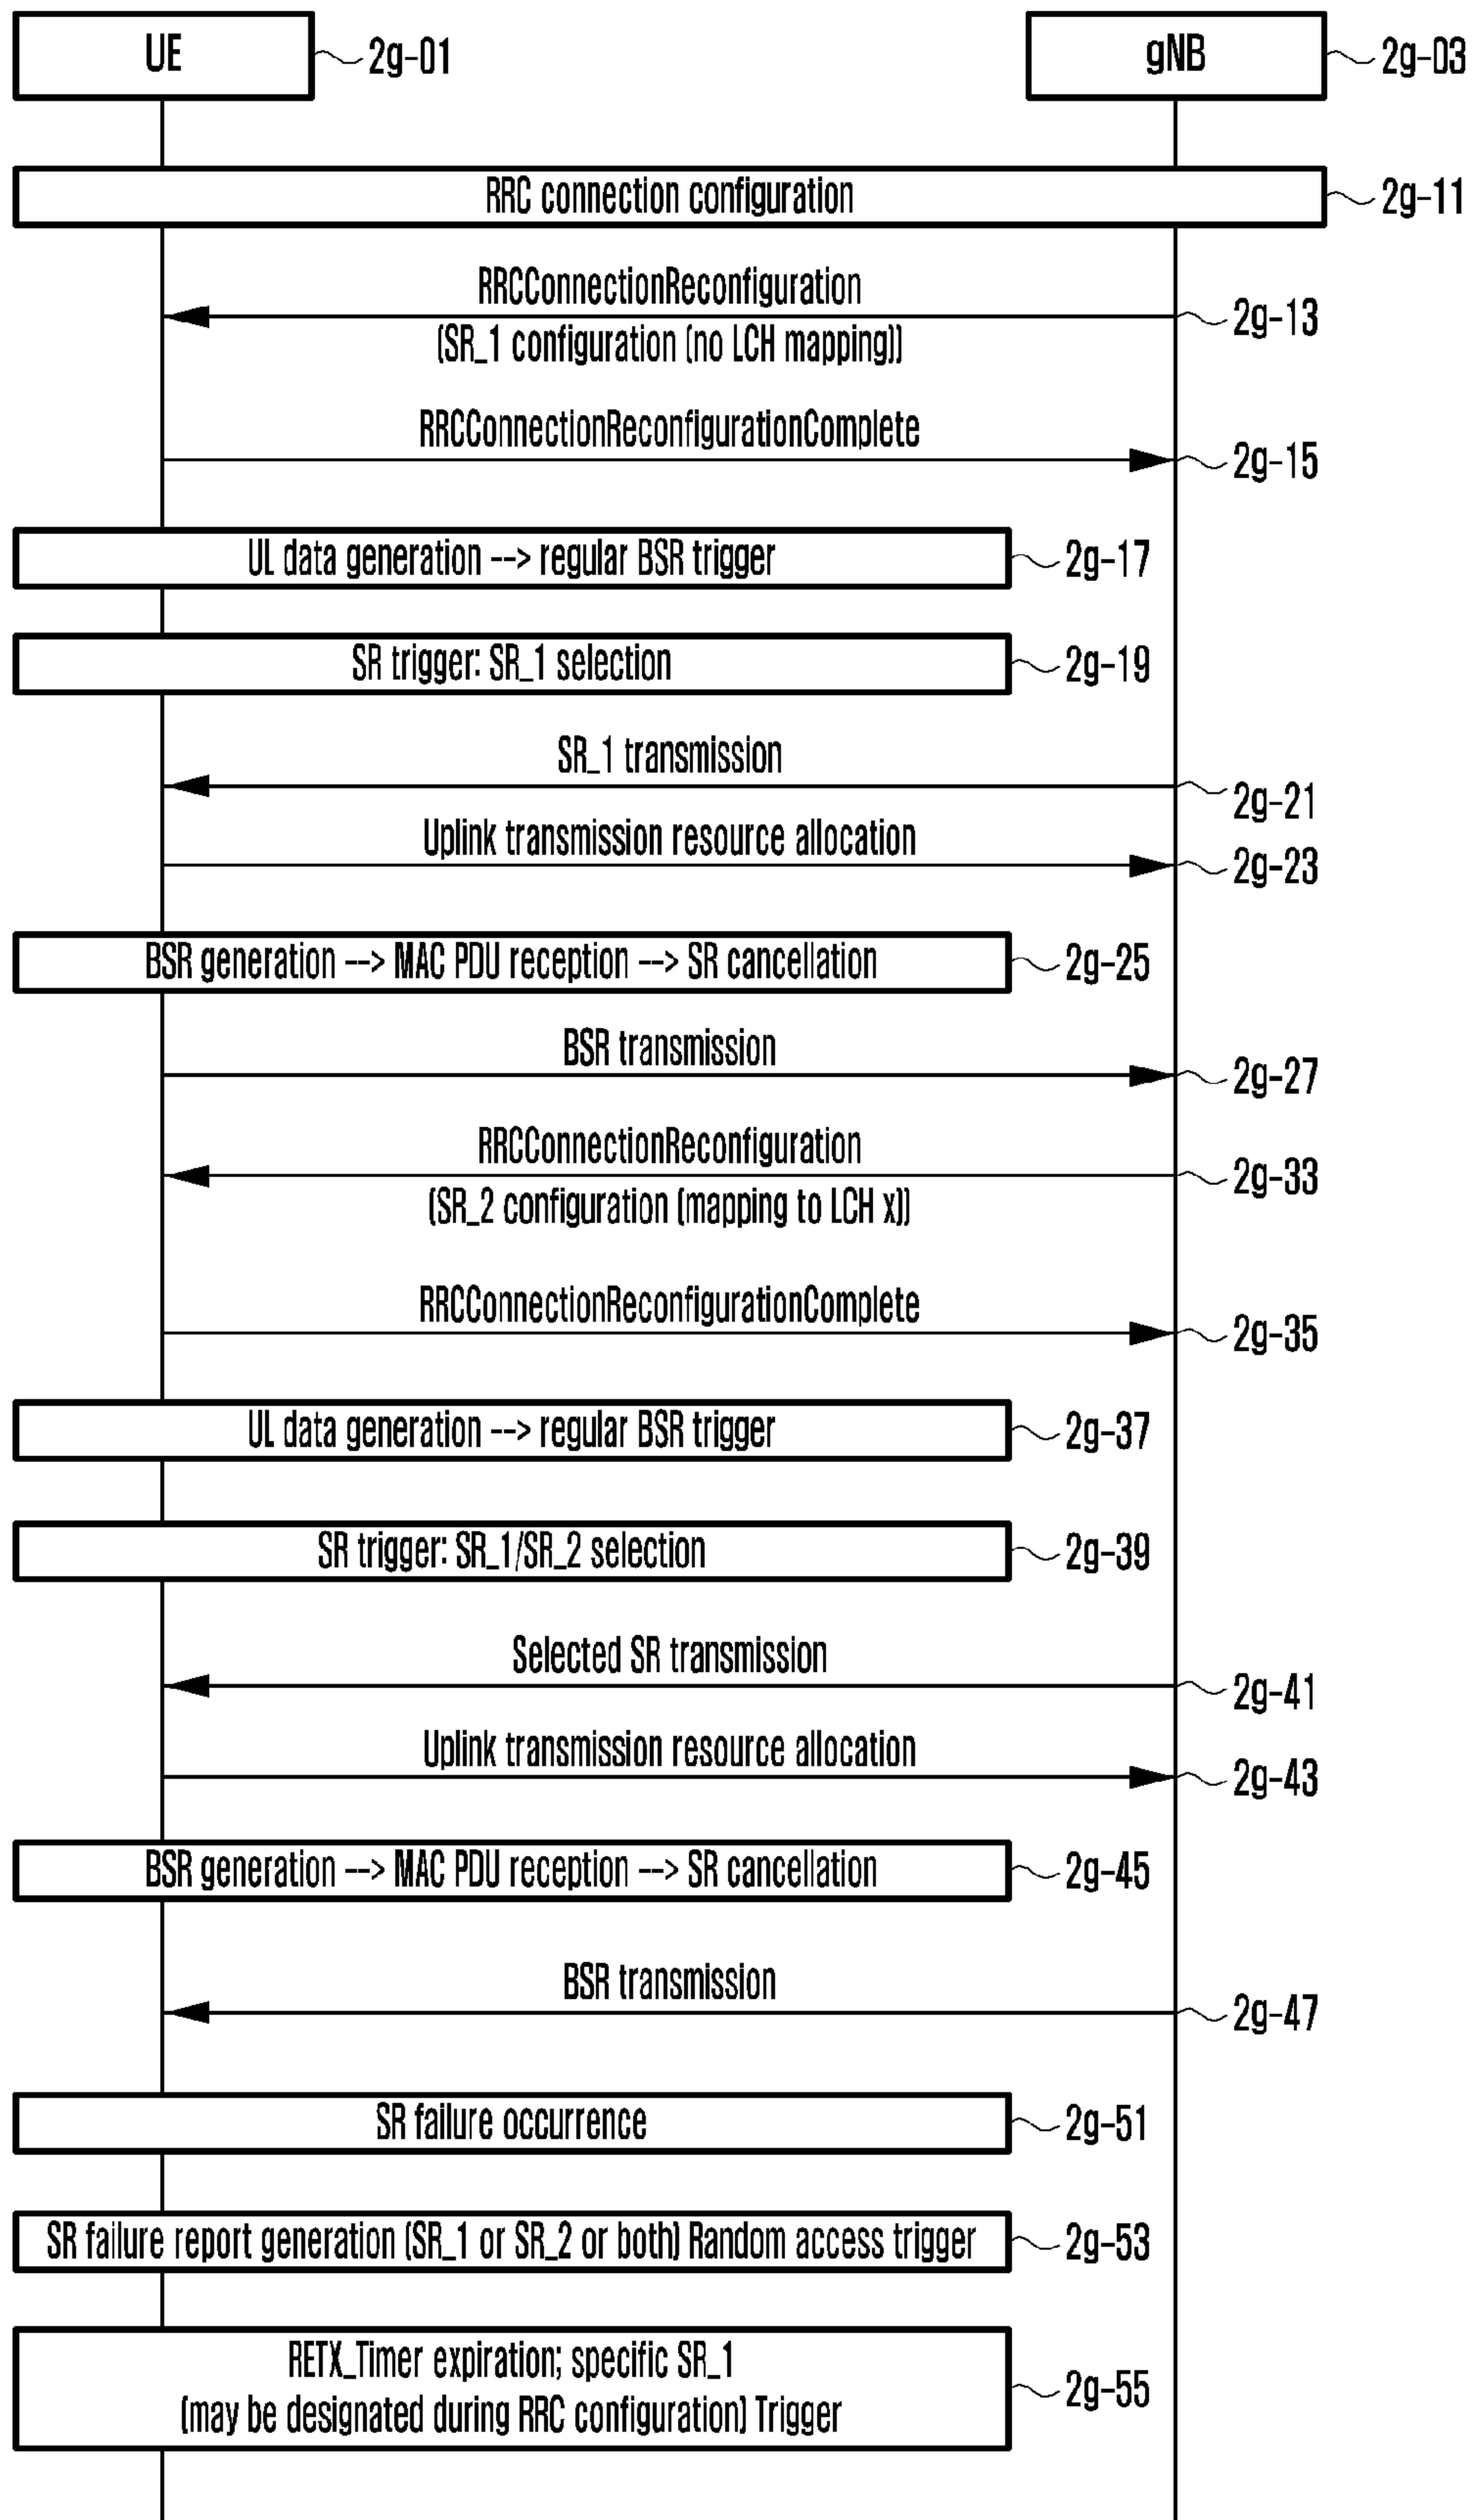 UE
2g-01
gNB
2g-03
RRC connection configuration
2g-11
RRCConnectionReconfiguration
2g-13
(SR_1 configuration (no LCH mapping))
RRCConnectionReconfigurationComplete
2g-15
UL data generation --> regular BSR trigger
2g-17
SR trigger: SR_1 selection
2g-19
SR_1 transmission
2g-21
Uplink transmission resource allocation
2g-23
BSR generation --> MAC PDU reception --> SR cancellation
2g-25
BSR transmission
2g-27
RRCConnectionReconfiguration
2g-33
(SR_2 configuration (mapping to LCH x))
RRCConnectionReconfigurationComplete
2g-35
UL data generation --> regular BSR trigger
2g-37
SR trigger: SR_1/SR_2 selection
2g-39
Selected SR transmission
2g-41
Uplink transmission resource allocation
2g-43
BSR generation --> MAC PDU reception --> SR cancellation
2g-45
BSR transmission
2g-47
SR failure occurrence
2g-51
SR failure report generation (SR_1 or SR_2 or both) Random access trigger
2g-53
RETX_Timer expiration; specific SR_1
(may be designated during RRC configuration) Trigger
2g-55